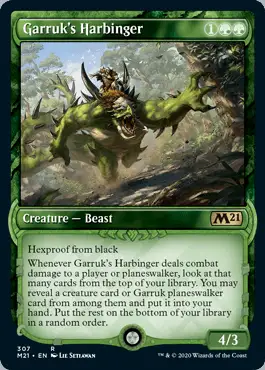 Garruk's Harbinger 1
Creature — Beast M21
Hexproof from black
Whenever Garruk's Harbinger deals combat
damage to a player or planeswalker, look at that
many cards from the top of your library. You may
reveal a creature card or Garruk planeswalker
card from among them and put it into your
hand. Put the rest on the bottom of your library
in a random order.
4/3
307 R
M21 • EN Lie Setiawan
™ & © 2020 Wizards of the Coast